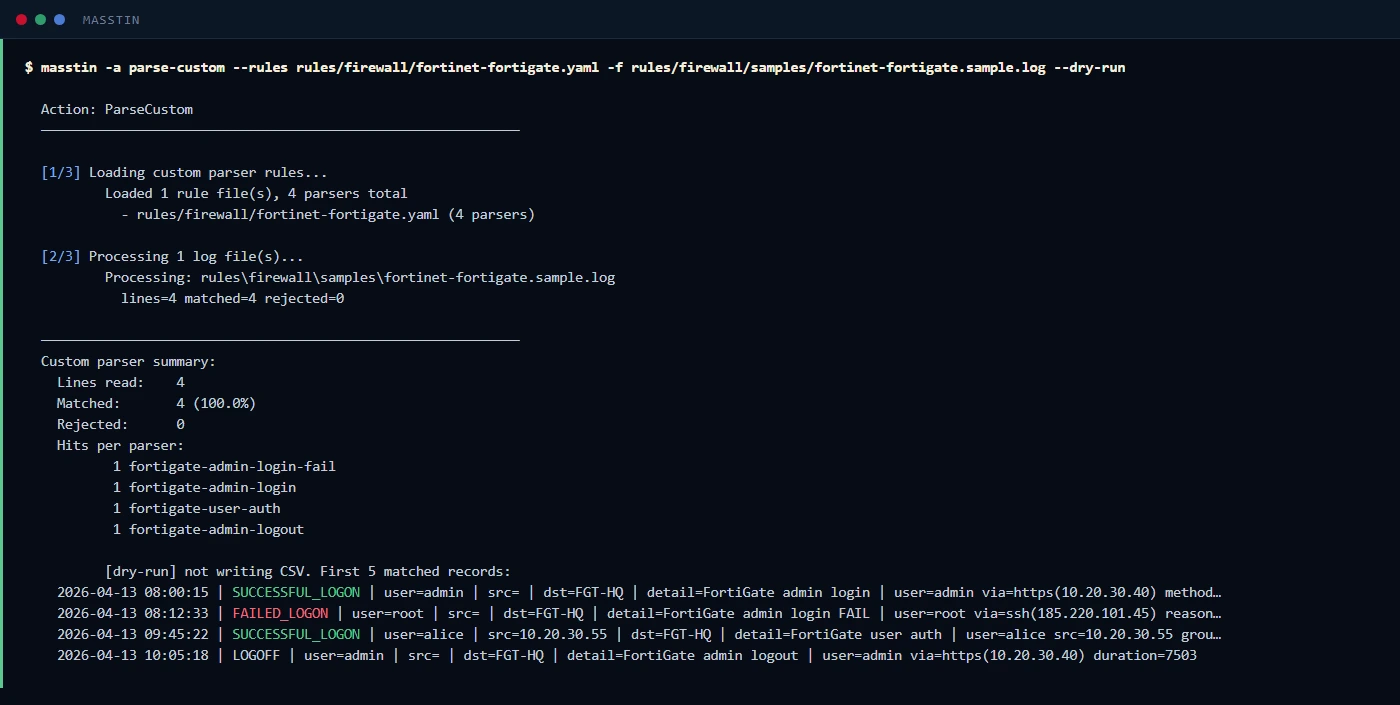 MASSTIN
$ masstin -a parse-custom --rules rules/firewall/fortinet-fortigate.yaml -f rules/firewall/samples/fortinet-fortigate.sample.log --dry-run
Action: ParseCustom
[1/3] Loading custom parser rules...
Loaded 1 rule file(s), 4 parsers total
- rules/firewall/fortinet-fortigate.yaml (4 parsers)
[2/3] Processing 1 log file(s)...
Processing: rules\firewall\samples\fortinet-fortigate.sample.log
lines=4 matched=4 rejected=0
Custom parser summary:
Lines read: 4
Matched: 4 (100.0%)
Rejected: 0
Hits per parser:
1 fortigate-admin-login-fail
1 fortigate-admin-login
1 fortigate-user-auth
1 fortigate-admin-logout
[dry-run] not writing CSV. First 5 matched records:
2026-04-13 08:00:15 | SUCCESSFUL_LOGON | user=admin | src= | dst=FGT-HQ | detail=FortiGate admin login | user=admin via=https(10.20.30.40) method…
2026-04-13 08:12:33 | FAILED_LOGON | user=root | src= | dst=FGT-HQ | detail=FortiGate admin login FAIL | user=root via=ssh(185.220.101.45) reason…
2026-04-13 09:45:22 | SUCCESSFUL_LOGON | user=alice | src=10.20.30.55 | dst=FGT-HQ | detail=FortiGate user auth | user=alice src=10.20.30.55 grou…
2026-04-13 10:05:18 | LOGOFF | user=admin | src= | dst=FGT-HQ | detail=FortiGate admin logout | user=admin via=https(10.20.30.40) duration=7503